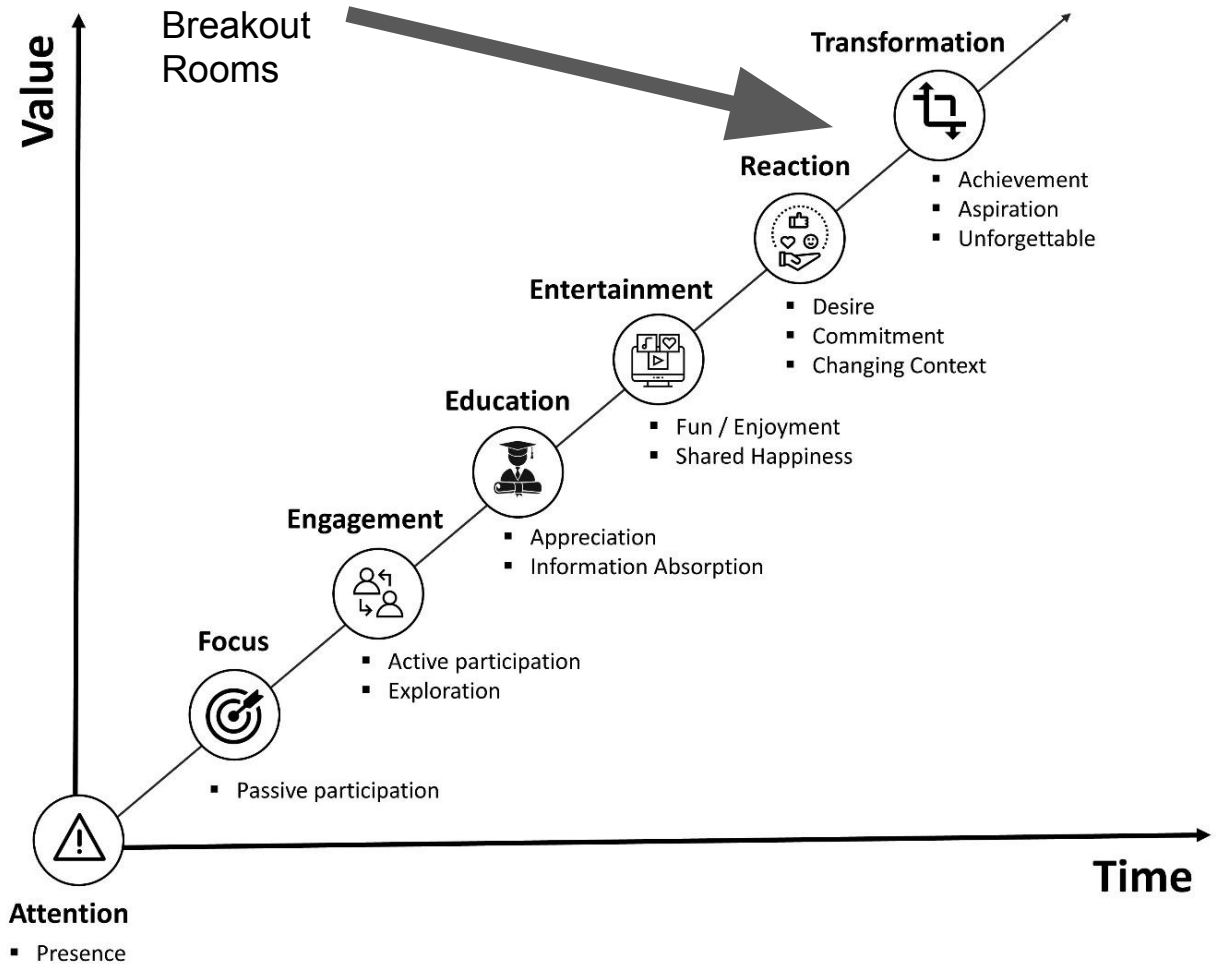 Breakout
Rooms
Value
Transformation
▪ Achievement
▪ Aspiration
▪ Unforgettable
Reaction
▪ Desire
▪ Commitment
▪ Changing Context
Entertainment
▪ Fun / Enjoyment
▪ Shared Happiness
Education
▪ Appreciation
▪ Information Absorption
Engagement
▪ Active participation
▪ Exploration
Focus
▪ Passive participation
Time
Attention
▪ Presence